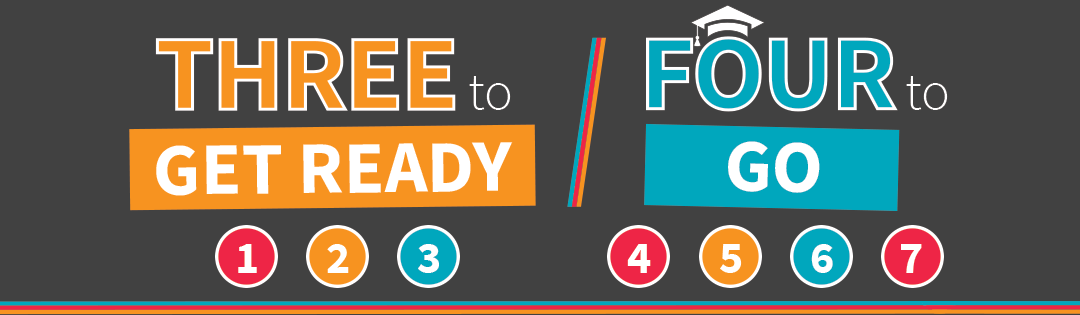 THREE to
GET READY
1 2 3
FOUR to
GO
4 5 6 7